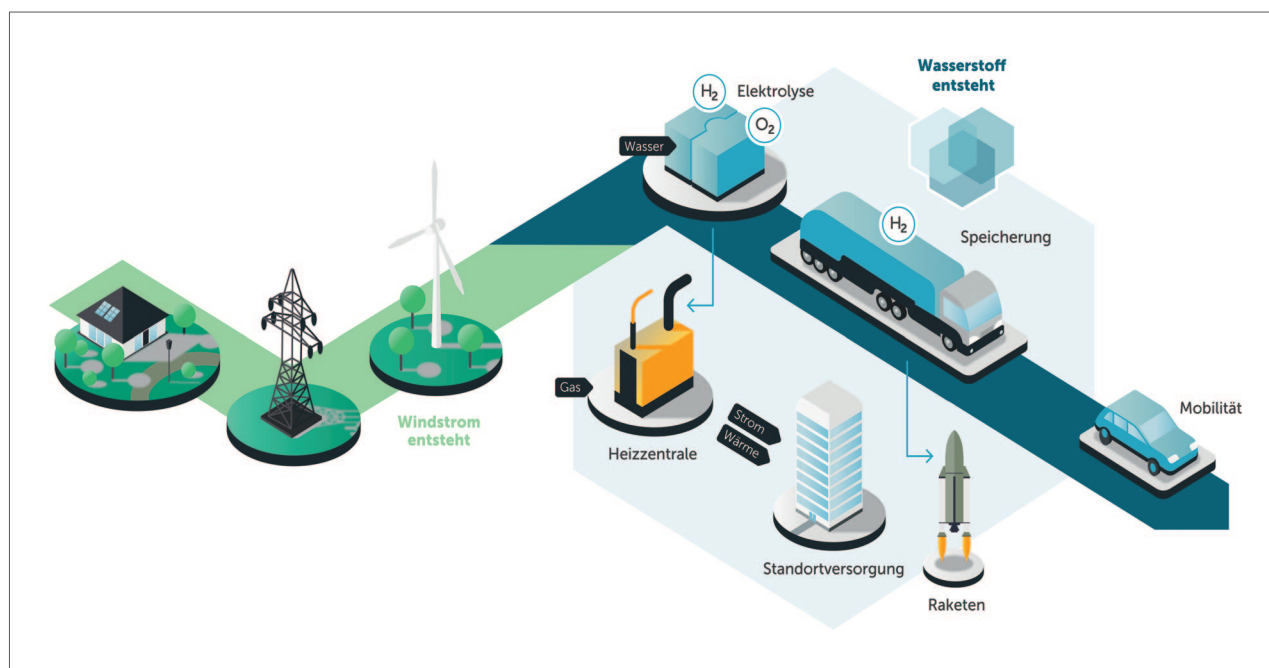 Wasserstoff
entsteht
H₂
Elektrolyse
O₂
Wasser
H₂
Speicherung
Windstrom
entsteht
Gas
Heizzentrale
Strom
Wärme
Mobilität
Standortversorgung
Raketen